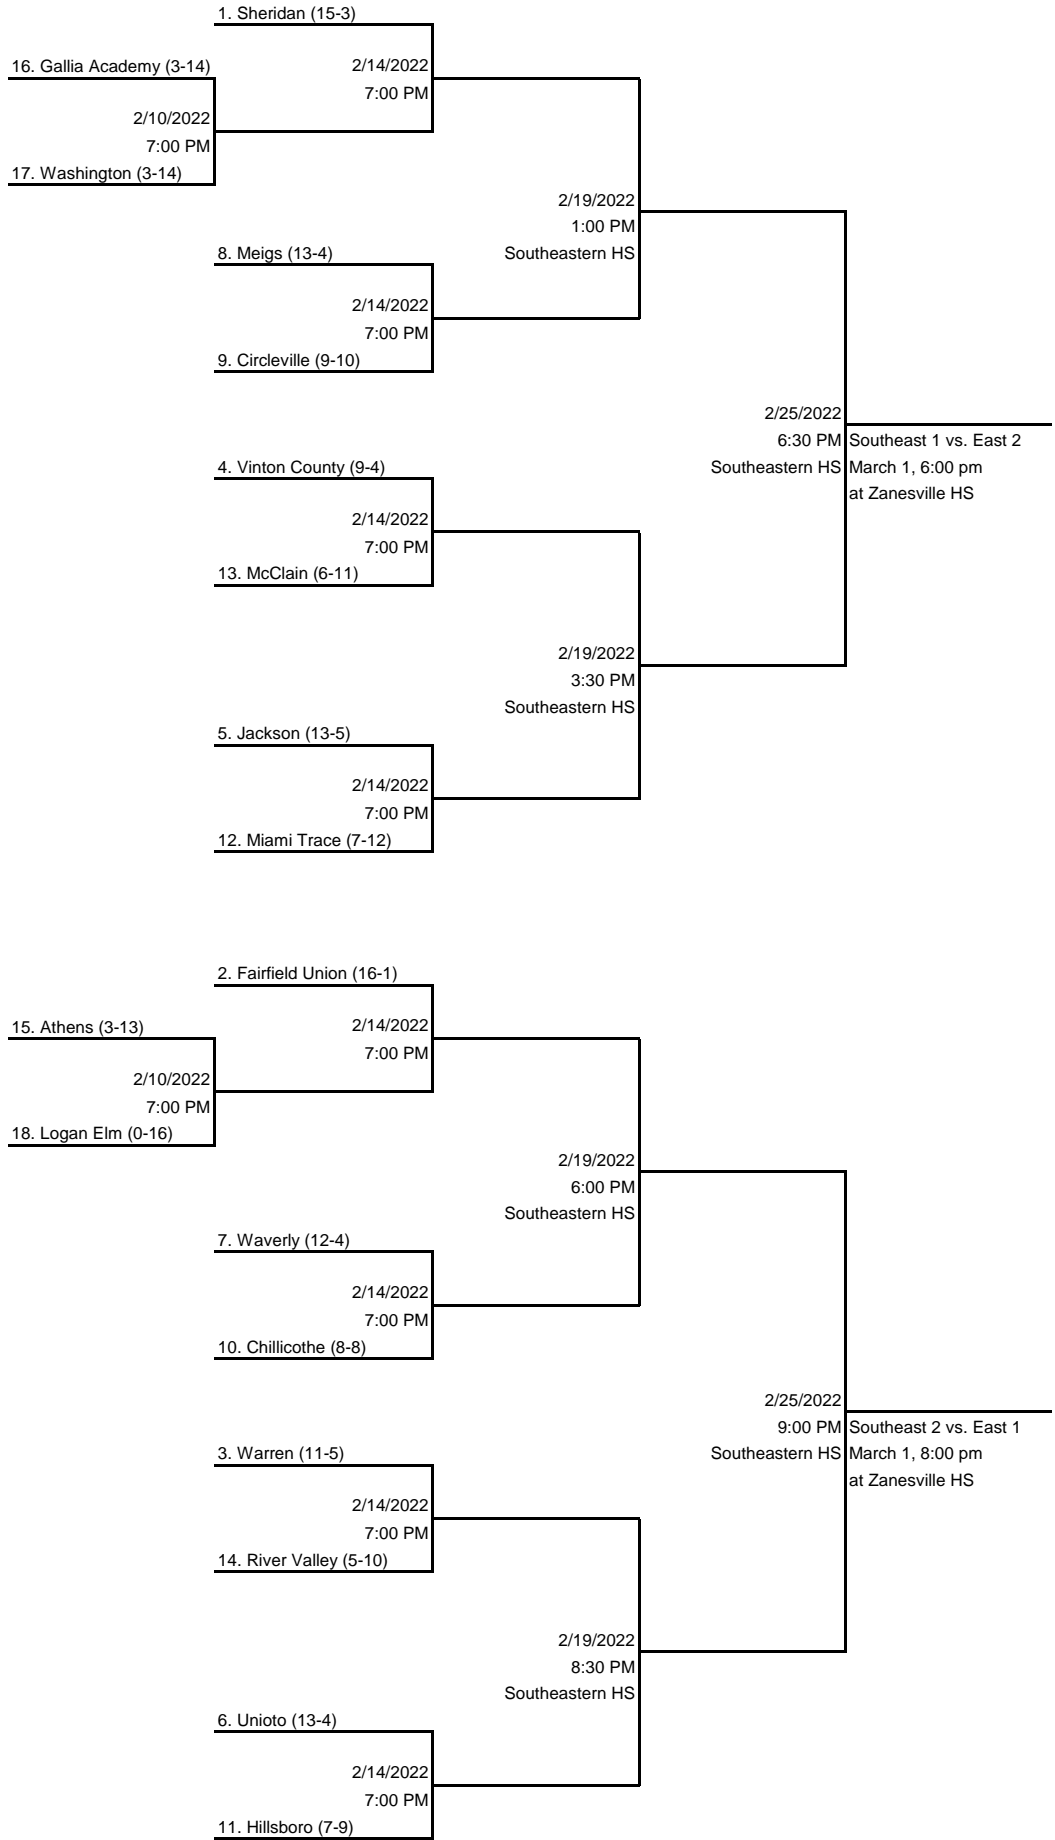 1. Sheridan (15-3)
16. Gallia Academy (3-14)
2/14/2022
7:00 PM
2/10/2022
7:00 PM
17. Washington (3-14)
2/19/2022
1:00 PM
Southeastern HS
8. Meigs (13-4)
2/14/2022
7:00 PM
9. Circleville (9-10)
2/25/2022
6:30 PM
Southeastern HS
Southeast 1 vs. East 2
March 1, 6:00 pm
at Zanesville HS
4. Vinton County (9-4)
2/14/2022
7:00 PM
13. McClain (6-11)
2/19/2022
3:30 PM
Southeastern HS
5. Jackson (13-5)
2/14/2022
7:00 PM
12. Miami Trace (7-12)
2. Fairfield Union (16-1)
15. Athens (3-13)
2/14/2022
7:00 PM
2/10/2022
7:00 PM
18. Logan Elm (0-16)
2/19/2022
6:00 PM
Southeastern HS
7. Waverly (12-4)
2/14/2022
7:00 PM
10. Chillicothe (8-8)
2/25/2022
9:00 PM
Southeastern HS
Southeast 2 vs. East 1
March 1, 8:00 pm
at Zanesville HS
3. Warren (11-5)
2/14/2022
7:00 PM
14. River Valley (5-10)
2/19/2022
8:30 PM
Southeastern HS
6. Unioto (13-4)
2/14/2022
7:00 PM
11. Hillsboro (7-9)